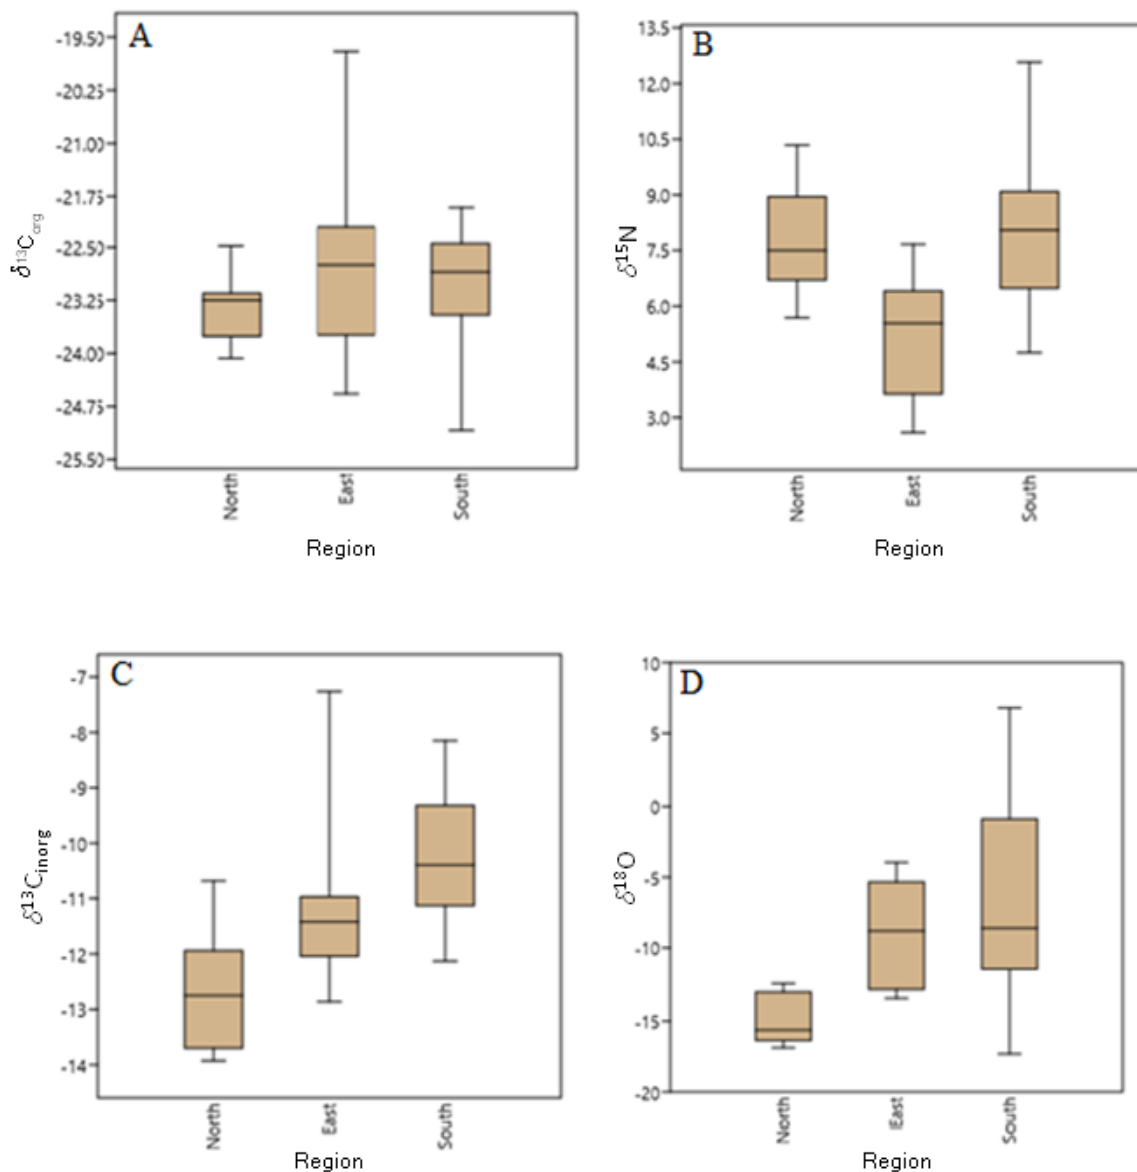 A
-19.50
-20.25
-21.00
-21.75
-22.50
-23.25
-24.00
-24.75
-25.50
δ¹³C_org
North
East
South
Region
B
13.5
12.0
10.5
9.0
7.5
6.0
4.5
3.0
δ¹⁵N
North
East
South
Region
C
-7
-8
-9
-10
-11
-12
-13
-14
δ¹³C_inorg
North
East
South
Region
D
10
5
0
-5
-10
-15
-20
δ¹⁸O
North
East
South
Region